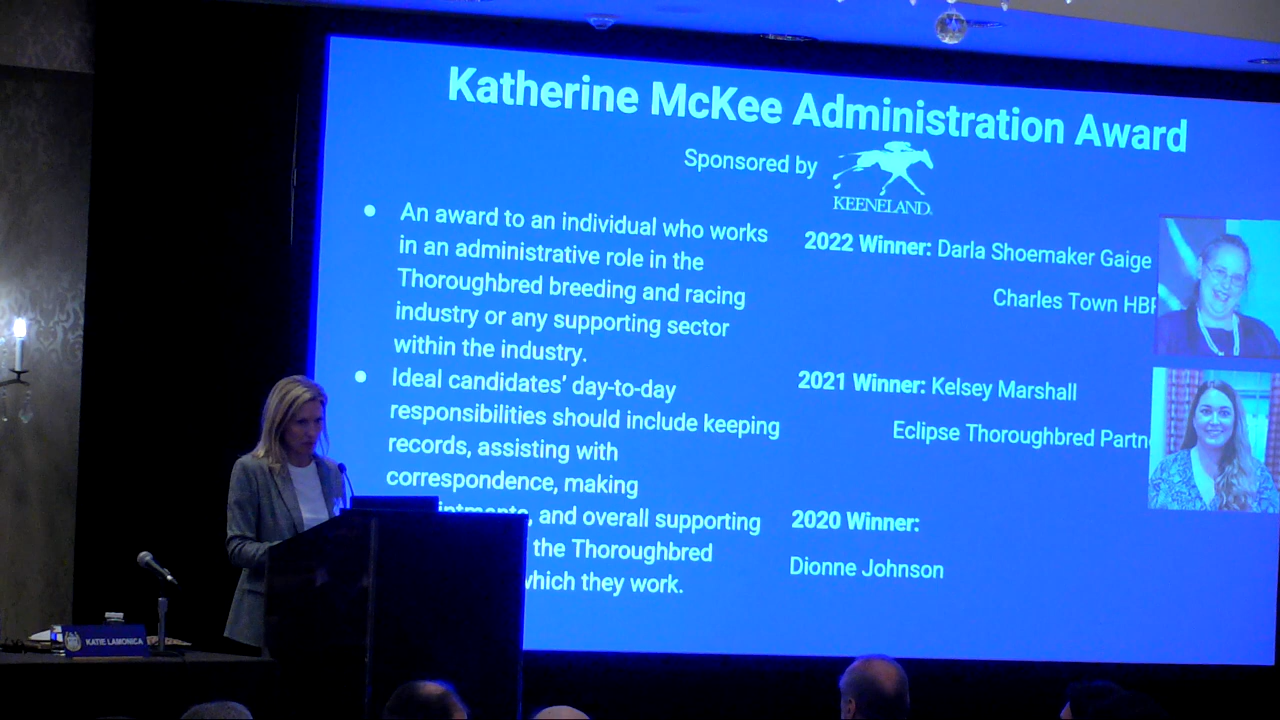 Katherine McKee Administration Award
Sponsored by
KEENELAND
An award to an individual who works
in an administrative role in the
Thoroughbred breeding and racing
industry or any supporting sector
within the industry.
Ideal candidates' day-to-day
responsibilities should include keeping
records, assisting with
correspondence, making
, and overall supporting
the Thoroughbred
which they work.
2022 Winner: Darla Shoemaker Gaige
Charles Town
2021 Winner: Kelsey Marshall
Eclipse Thoroughbred
2020 Winner:
Dionne Johnson
KATIE LAMONICA